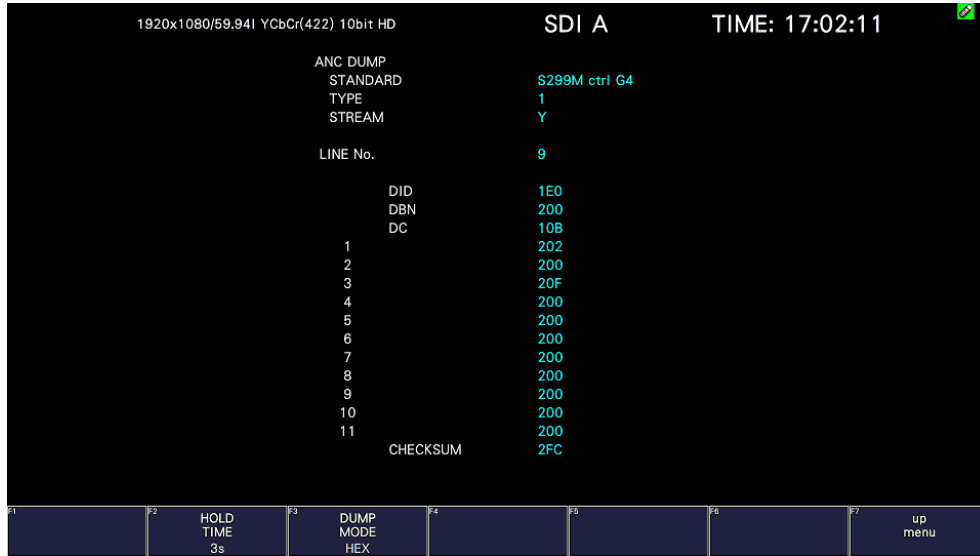 1920x1080/59.94I YCbCr(422) 10bit HD SDI A TIME: 17:02:11
ANC DUMP
STANDARD S299M ctrl G4
TYPE 1
STREAM Y
LINE No. 9
DID 1E0
DBN 200
DC 10B
1 202
2 200
3 20F
4 200
5 200
6 200
7 200
8 200
9 200
10 200
11 200
CHECKSUM 2FC
F1 F2 F3 F4 F5 F6 F7
HOLD TIME 3s
DUMP MODE HEX
up menu